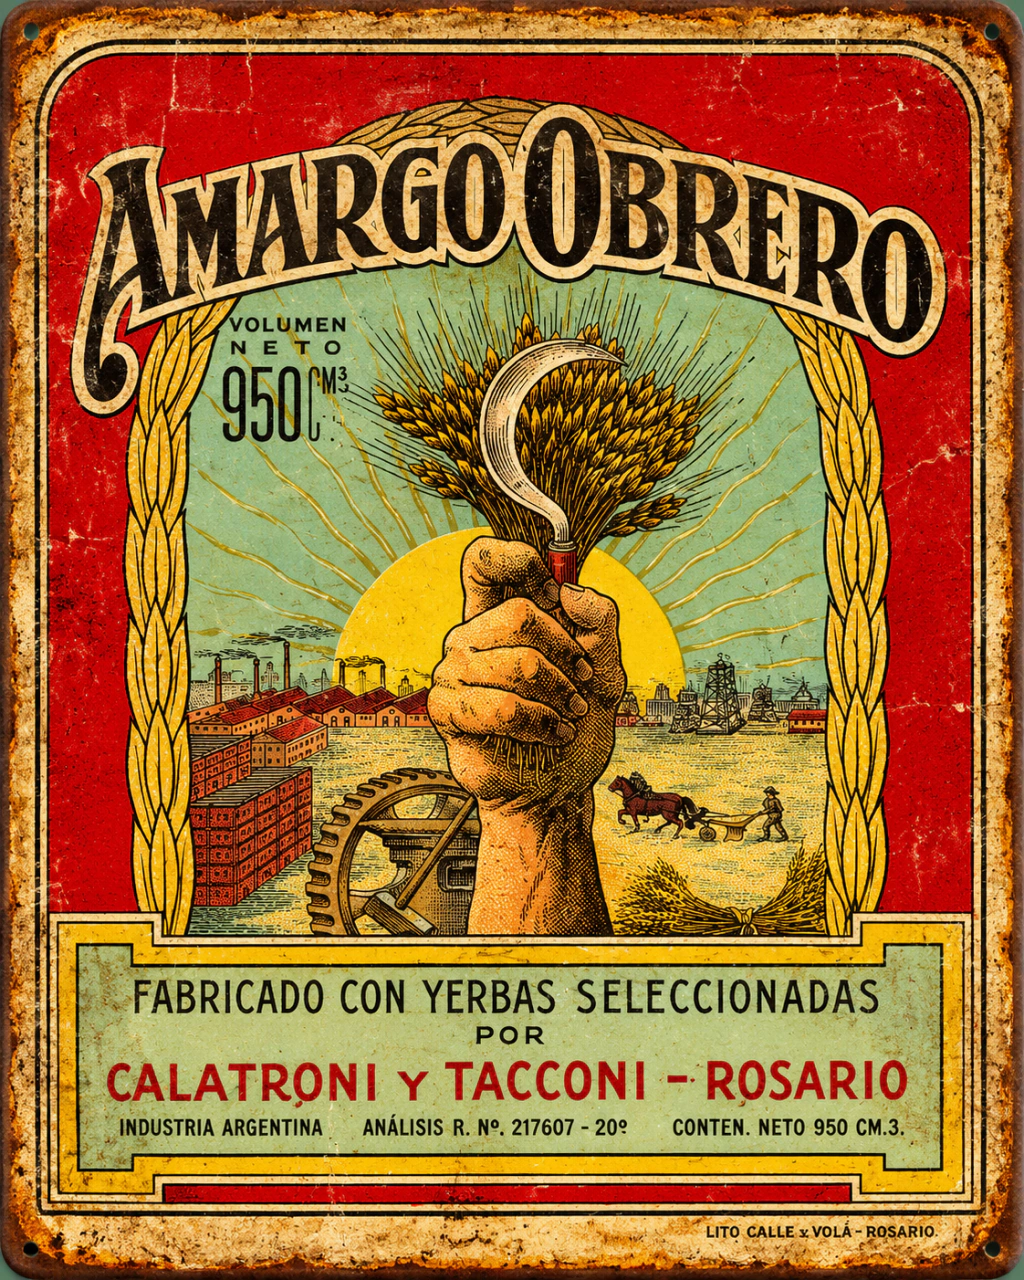 AMARGO OBRERO
VOLUMEN
NETO
950 CM³
FABRICADO CON YERBAS SELECCIONADAS
POR
CALATRONI Y TACCONI - ROSARIO
INDUSTRIA ARGENTINA ANÁLISIS R. Nº. 217607 - 20º CONTEN. NETO 950 CM.3.
LITO CALLE Y VOLÁ - ROSARIO.